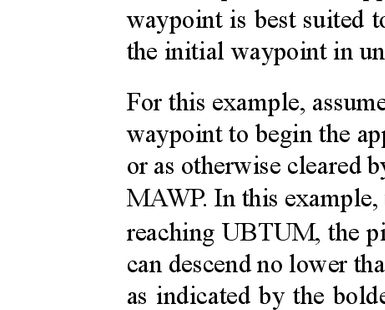 waypoint is best suited to
the initial waypoint in un
For this example, assume
waypoint to begin the app
or as otherwise cleared by
MAWP. In this example,
reaching UBTUM, the pi
can descend no lower tha
as indicated by the bolde